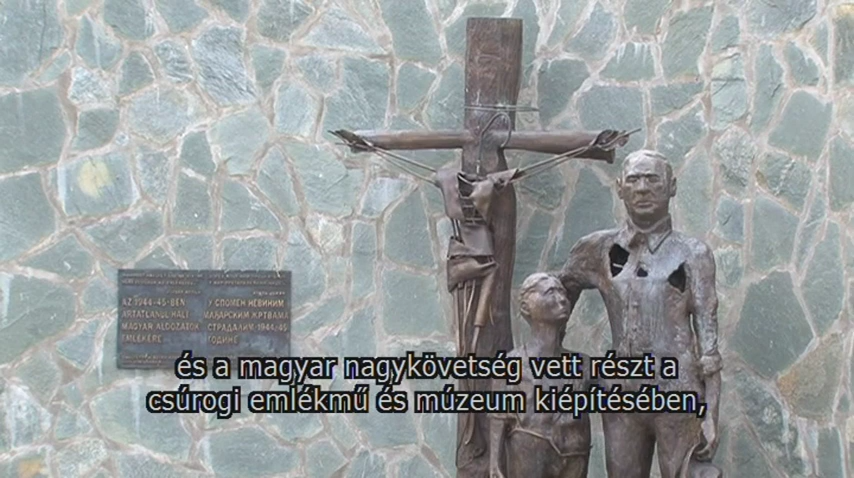 AZ 1944-45-BEN
ÁRTATLANUL HALT
MAGYAR ÁLDOZATOK
EMLÉKÉRE
У СПОМЕН НЕВИНИМ
МАЂАРСКИМ ЖРТВАМА
СТРАДАЛИМ 1944-45
ГОДИНЕ
és a magyar nagykövetség vett részt a
csúrogi emlékmű és múzeum kiépítésében,